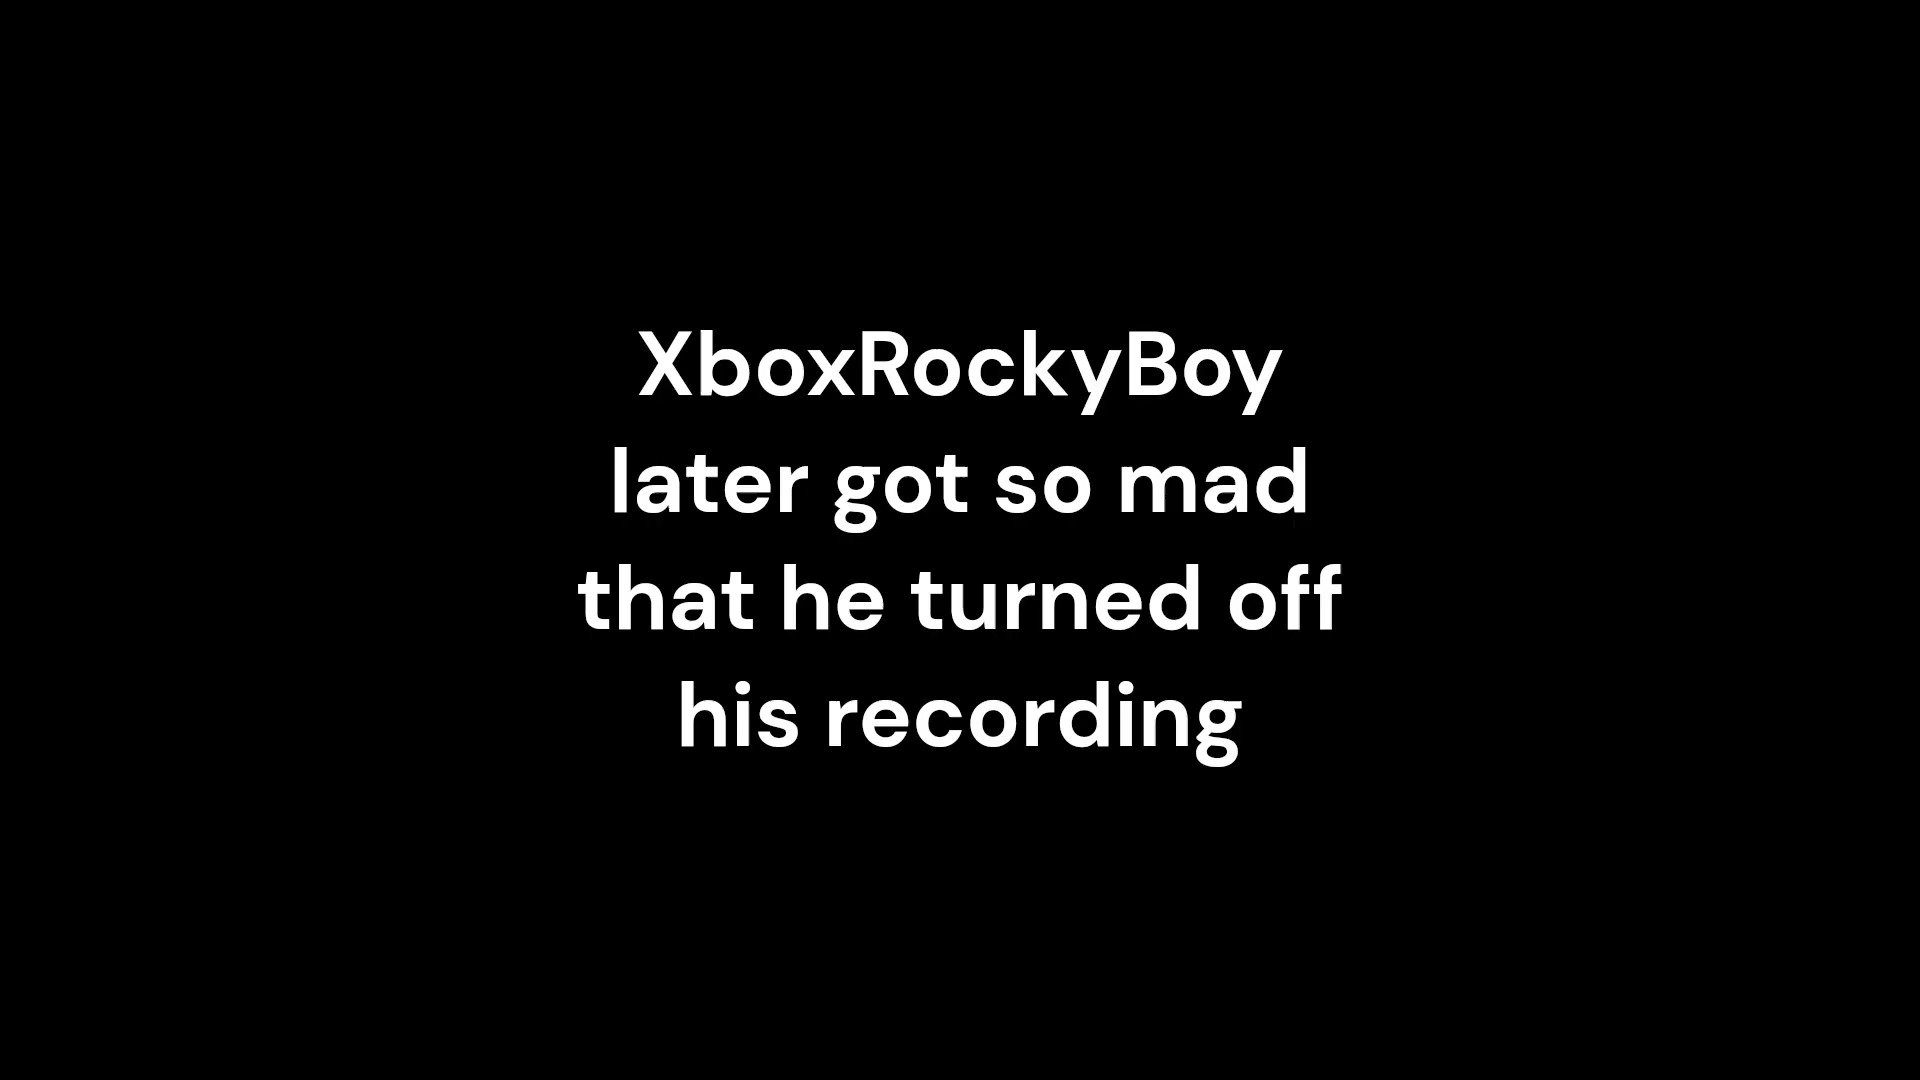 XboxRockyBoy
later got so mad
that he turned off
his recording